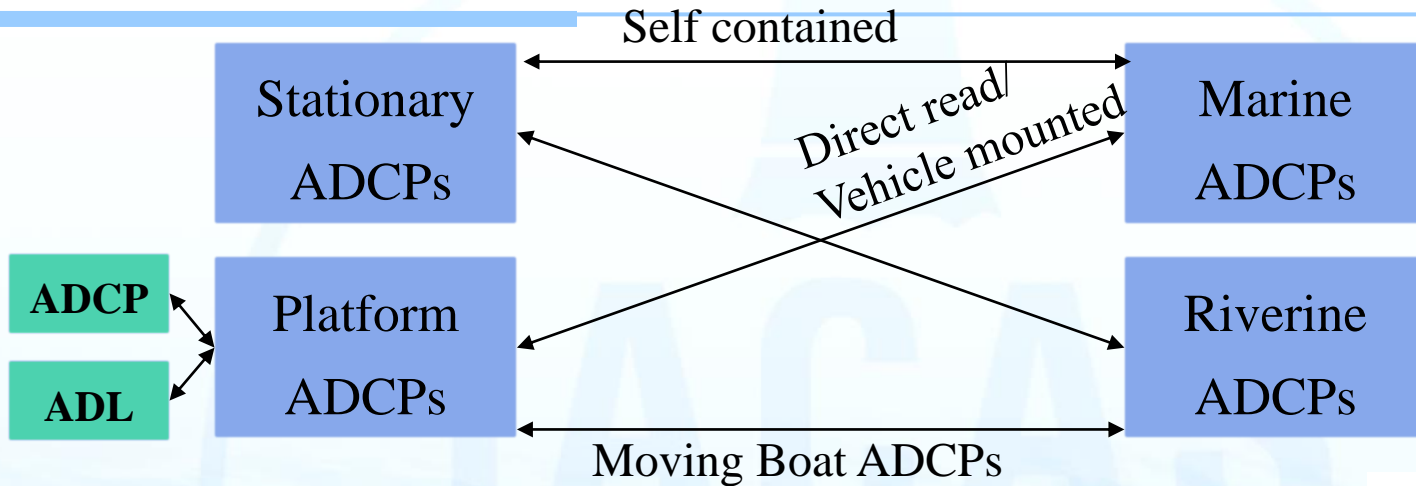 Self contained
Stationary
ADCPs
Direct read/
Vehicle mounted
Marine
ADCPs
ADCP
ADL
Platform
ADCPs
Riverine
ADCPs
Moving Boat ADCPs